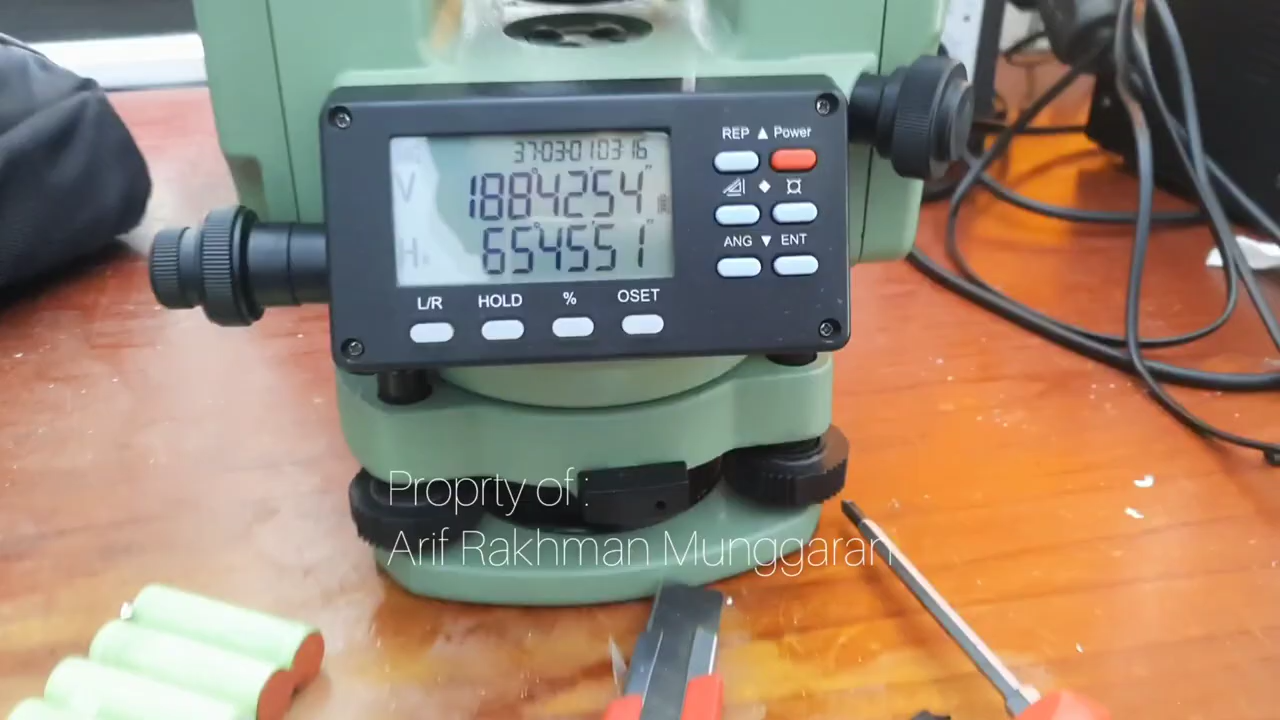 REP ▲ Power
37-03-01 03:16
V 188°42'54"
◆
ANG ▼ ENT
H 65°45'51"
L/R HOLD % OSET
Proprty of :
Arif Rakhman Munggaran